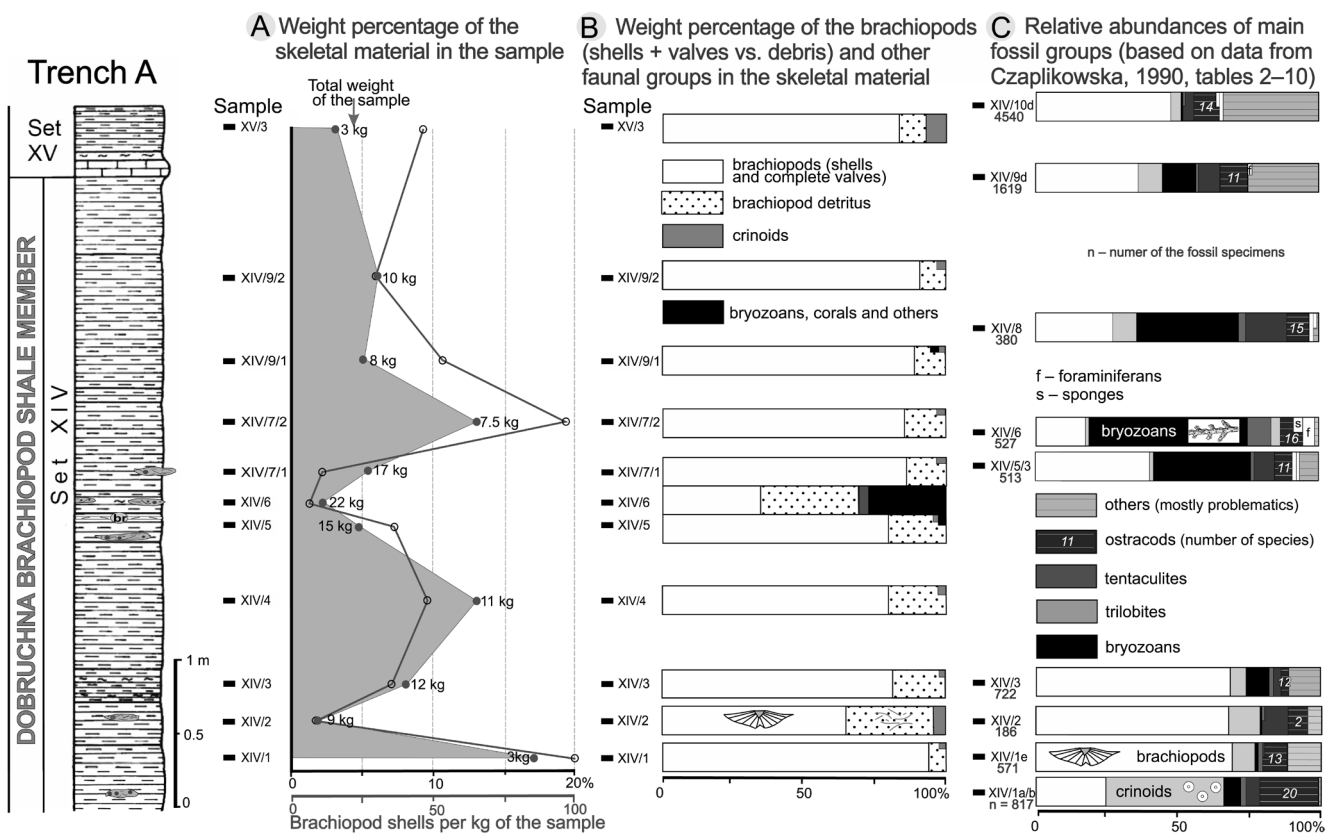 A Weight percentage of the
skeletal material in the sample
B Weight percentage of the brachiopods
(shells + valves vs. debris) and other
faunal groups in the skeletal material
C Relative abundances of main
fossil groups (based on data from
Czaplikowska, 1990, tables 2–10)
Trench A
Set
XV
Set XIV
DOBRUCHNA BRACHIOPOD SHALE MEMBER
br
1 m
0.5
0
Total weight
of the sample
Sample
XV/3
XIV/9/2
XIV/9/1
XIV/7/2
XIV/7/1
XIV/6
XIV/5
XIV/4
XIV/3
XIV/2
XIV/1
3 kg
10 kg
8 kg
7.5 kg
17 kg
22 kg
15 kg
11 kg
12 kg
9 kg
3kg
0 10 20%
0 50 100
Brachiopod shells per kg of the sample
Sample
XV/3
brachiopods (shells
and complete valves)
brachiopod detritus
crinoids
XIV/9/2
bryozoans, corals and others
XIV/9/1
XIV/7/2
XIV/7/1
XIV/6
XIV/5
XIV/4
XIV/3
XIV/2
XIV/1
0 50 100%
XIV/10d
4540
14
XIV/9d
1619
11
f
n – numer of the fossil specimens
XIV/8
380
15
f – foraminiferans
s – sponges
XIV/6
527
bryozoans
16
s
f
XIV/5/3
513
11
others (mostly problematics)
11
ostracods (number of species)
tentaculites
trilobites
bryozoans
XIV/3
722
12
XIV/2
186
2
XIV/1e
571
brachiopods
13
XIV/1a/b
n = 817
crinoids
20
0 50 100%